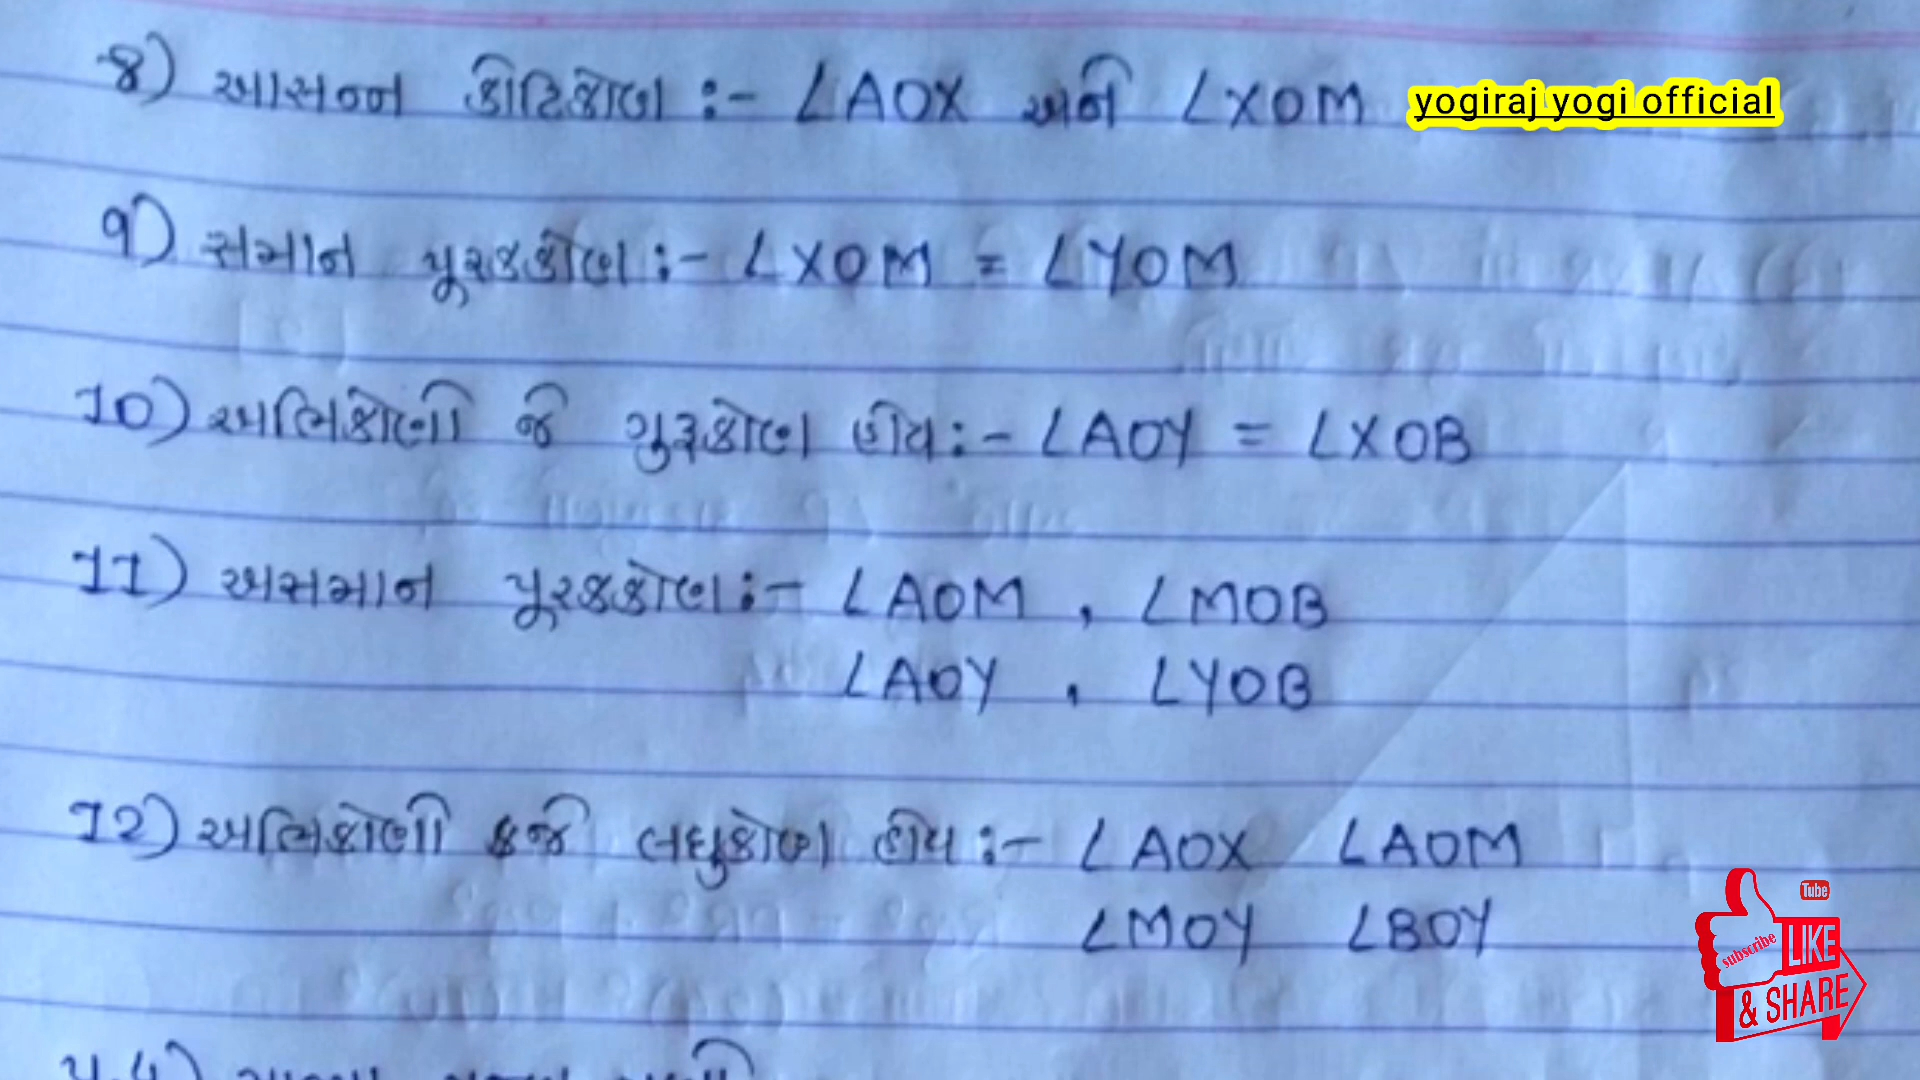 8) આસન્ન કોટિકોણ :- ∠AOX અને ∠XOM
yogiraj yogi official
9) સમાન પૂરકકોણ :- ∠XOM = ∠YOM
10) અભિકોણો જે ગુરુકોણ હોય :- ∠AOY = ∠XOB
11) અસમાન પૂરકકોણ :- ∠AOM , ∠MOB
∠AOY , ∠YOB
12) અભિકોણો જે લઘુકોણ હોય :- ∠AOX ∠AOM
∠MOY ∠BOY
Tube
subscribe LIKE
& SHARE